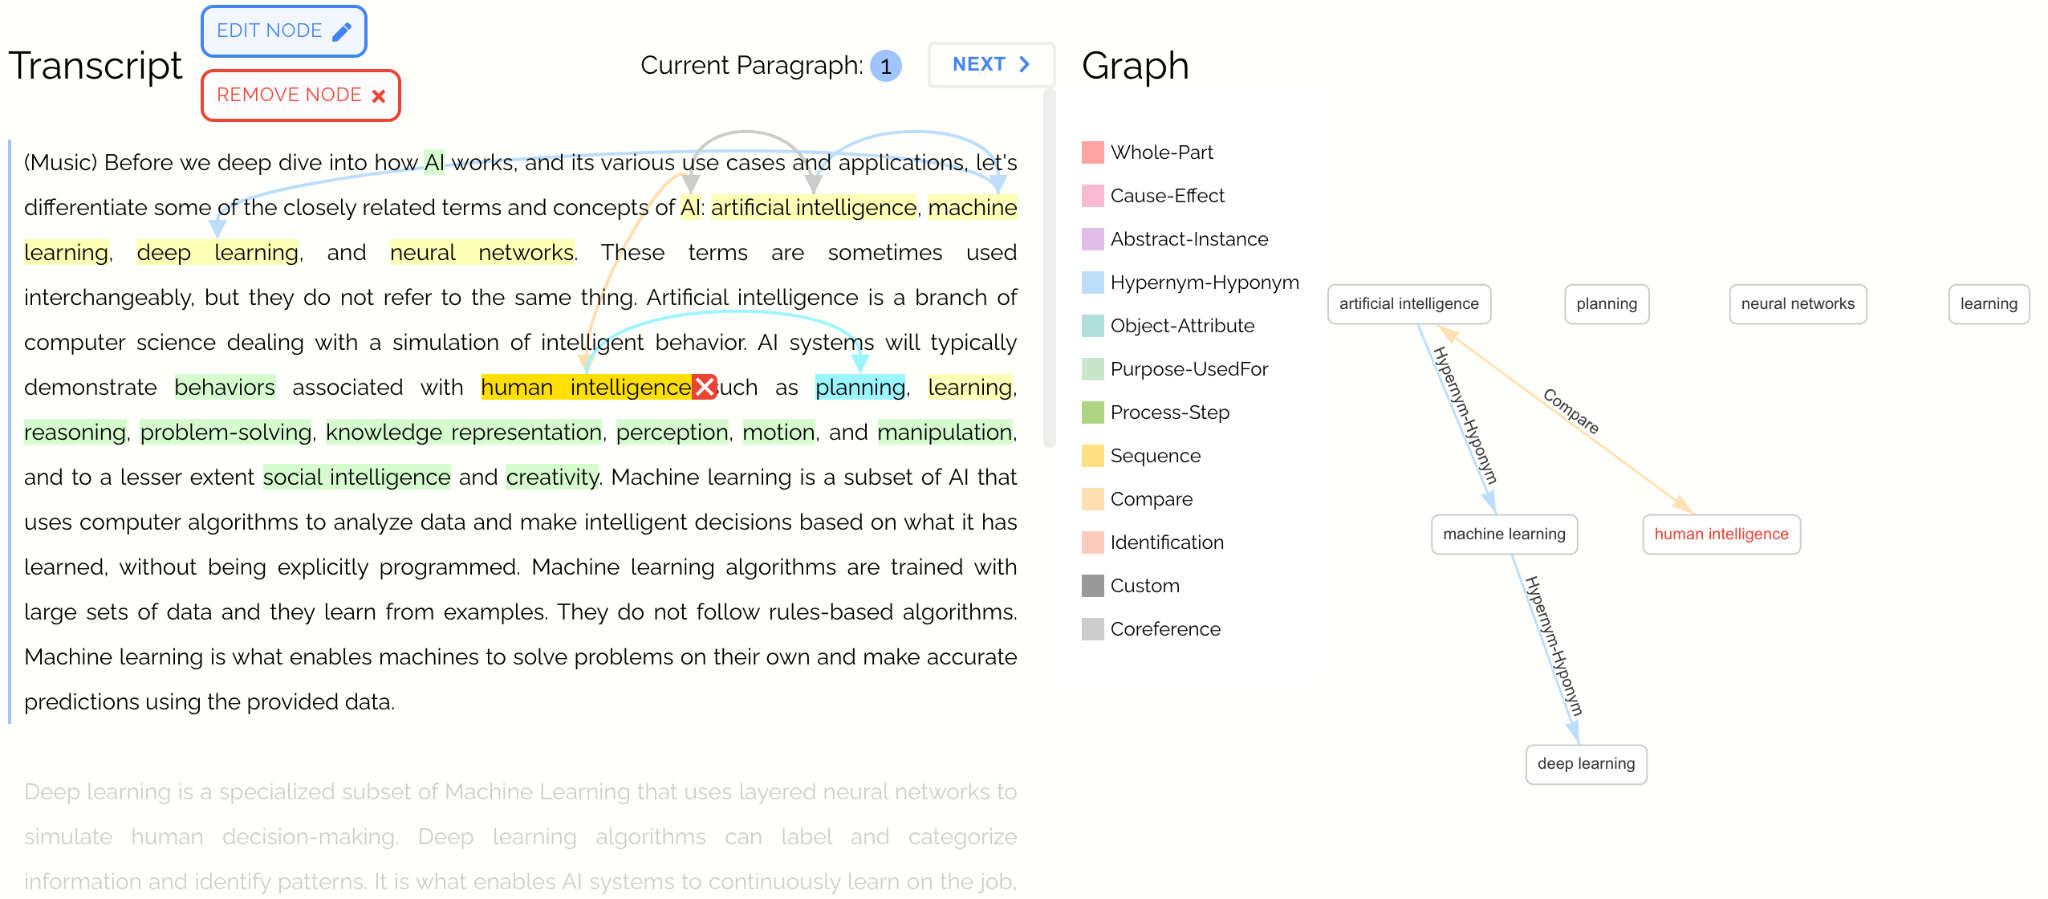 EDIT NODE
Transcript
REMOVE NODE
Current Paragraph: 1
NEXT
(Music) Before we deep dive into how AI works, and its various use cases and applications, let's
differentiate some of the closely related terms and concepts of AI: artificial intelligence, machine
learning, deep learning, and neural networks. These terms are sometimes used
interchangeably, but they do not refer to the same thing. Artificial intelligence is a branch of
computer science dealing with a simulation of intelligent behavior. AI systems will typically
demonstrate behaviors associated with human intelligence such as planning, learning,
reasoning, problem-solving, knowledge representation, perception, motion, and manipulation,
and to a lesser extent social intelligence and creativity. Machine learning is a subset of AI that
uses computer algorithms to analyze data and make intelligent decisions based on what it has
learned, without being explicitly programmed. Machine learning algorithms are trained with
large sets of data and they learn from examples. They do not follow rules-based algorithms.
Machine learning is what enables machines to solve problems on their own and make accurate
predictions using the provided data.
Deep learning is a specialized subset of Machine Learning that uses layered neural networks to
simulate human decision-making. Deep learning algorithms can label and categorize
information and identify patterns. It is what enables AI systems to continuously learn on the job,
Graph
Whole-Part
Cause-Effect
Abstract-Instance
Hypernym-Hyponym
Object-Attribute
Purpose-UsedFor
Process-Step
Sequence
Compare
Identification
Custom
Coreference
artificial intelligence
planning
neural networks
learning
Hypernym-Hyponym
Compare
machine learning
human intelligence
Hypernym-Hyponym
deep learning